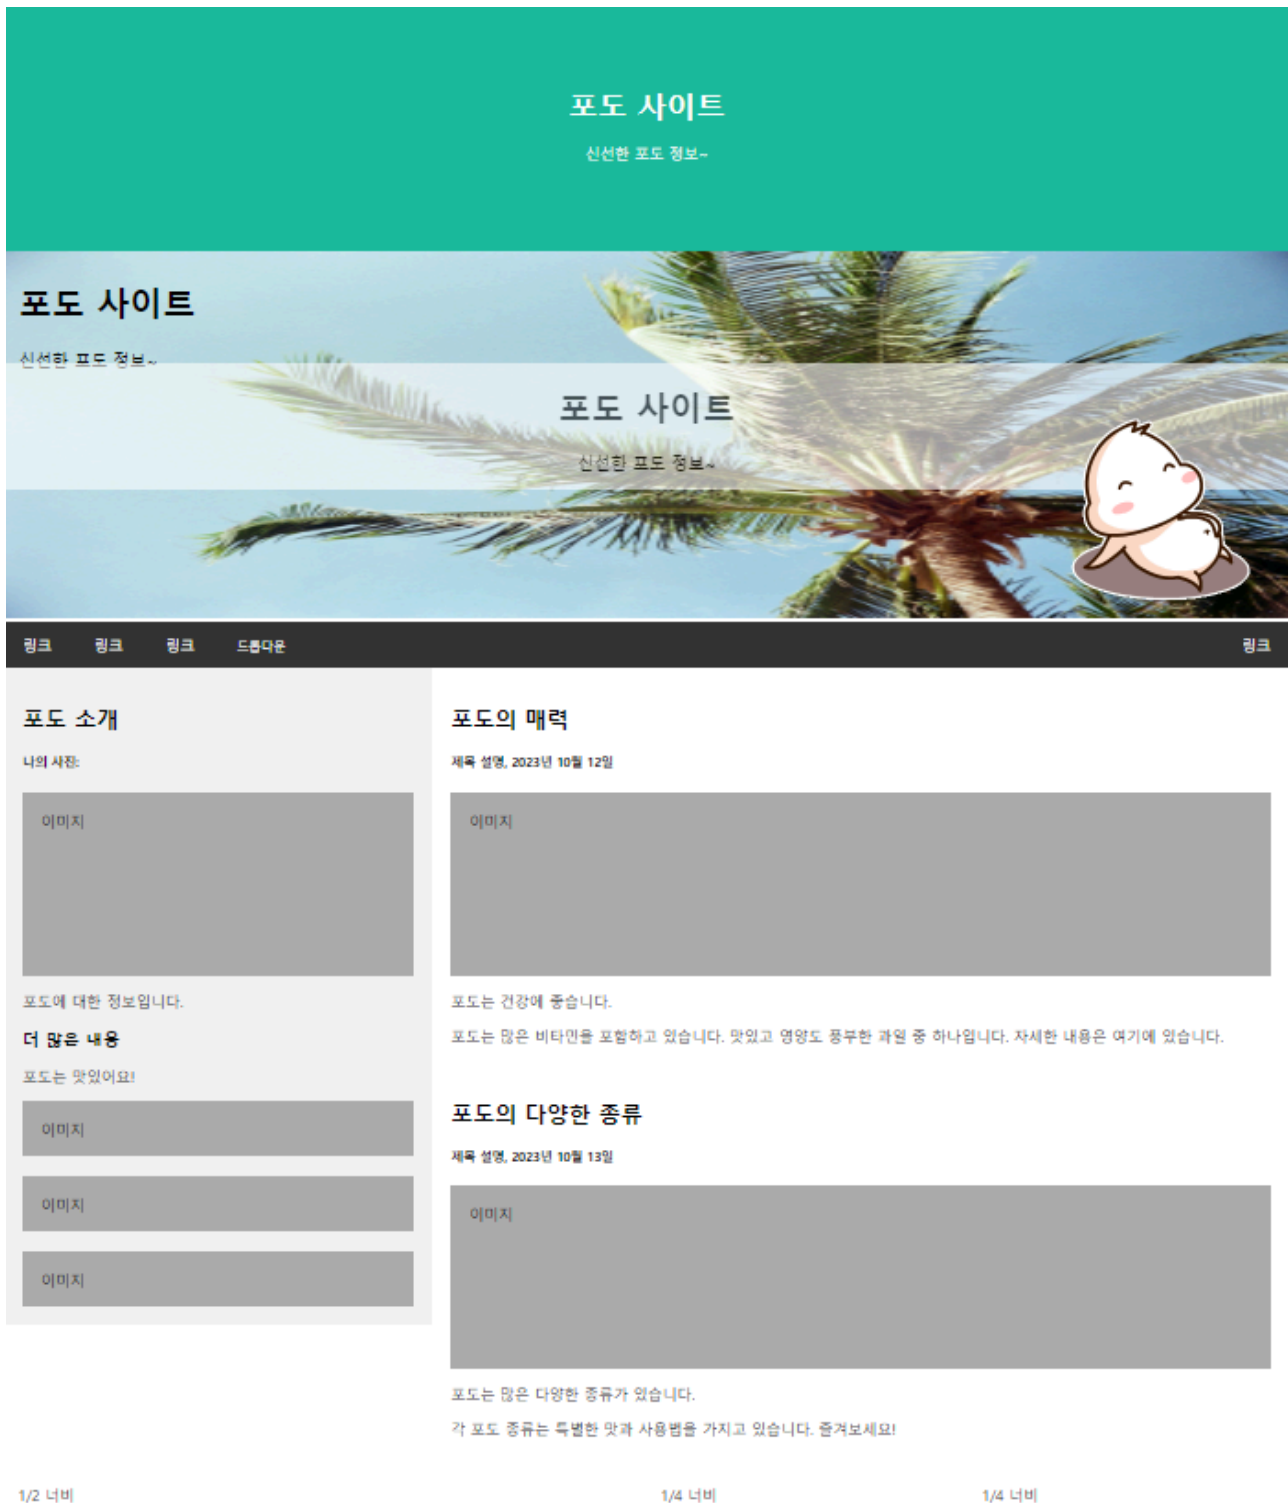 포도 사이트
신선한 포도 정보~
포도 사이트
신선한 포도 정보~
포도 사이트
신선한 포도 정보~
링크 링크 링크 드롭다운 링크
포도 소개
나의 사진:
이미지
포도에 대한 정보입니다.
더 많은 내용
포도는 맛있어요!
이미지
이미지
이미지
포도의 매력
제목 설명, 2023년 10월 12일
이미지
포도는 건강에 좋습니다.
포도는 많은 비타민을 포함하고 있습니다. 맛있고 영양도 풍부한 과일 중 하나입니다. 자세한 내용은 여기에 있습니다.
포도의 다양한 종류
제목 설명, 2023년 10월 13일
이미지
포도는 많은 다양한 종류가 있습니다.
각 포도 종류는 특별한 맛과 사용법을 가지고 있습니다. 즐겨보세요!
1/2 너비 1/4 너비 1/4 너비